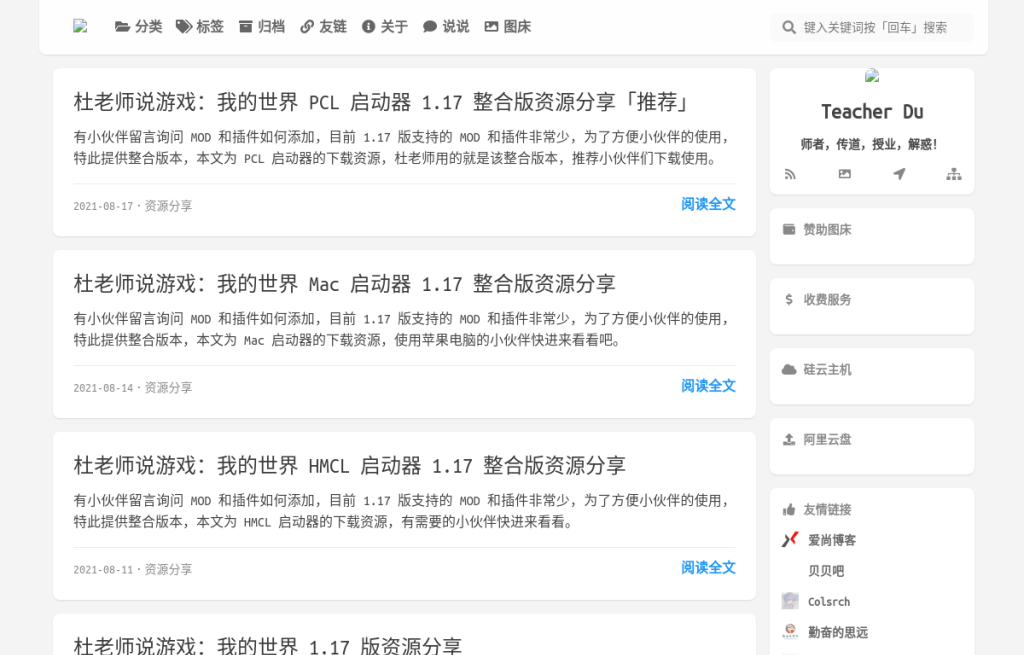 分类 标签 归档 友链 关于 说说 图床 键入关键词按「回车」搜索
杜老师说游戏：我的世界 PCL 启动器 1.17 整合版资源分享「推荐」
有小伙伴留言询问 MOD 和插件如何添加，目前 1.17 版支持的 MOD 和插件非常少，为了方便小伙伴的使用，
特此提供整合版本，本文为 PCL 启动器的下载资源，杜老师用的就是该整合版本，推荐小伙伴们下载使用。
2021-08-17・资源分享 阅读全文
杜老师说游戏：我的世界 Mac 启动器 1.17 整合版资源分享
有小伙伴留言询问 MOD 和插件如何添加，目前 1.17 版支持的 MOD 和插件非常少，为了方便小伙伴的使用，
特此提供整合版本，本文为 Mac 启动器的下载资源，使用苹果电脑的小伙伴快进来看看吧。
2021-08-14・资源分享 阅读全文
杜老师说游戏：我的世界 HMCL 启动器 1.17 整合版资源分享
有小伙伴留言询问 MOD 和插件如何添加，目前 1.17 版支持的 MOD 和插件非常少，为了方便小伙伴的使用，
特此提供整合版本，本文为 HMCL 启动器的下载资源，有需要的小伙伴快进来看看。
2021-08-11・资源分享 阅读全文
杜老师说游戏：我的世界 1.17 版资源分享
Teacher Du
师者，传道，授业，解惑！
赞助图床
收费服务
硅云主机
阿里云盘
友情链接
爱尚博客
贝贝吧
Colsrch
勤奋的思远